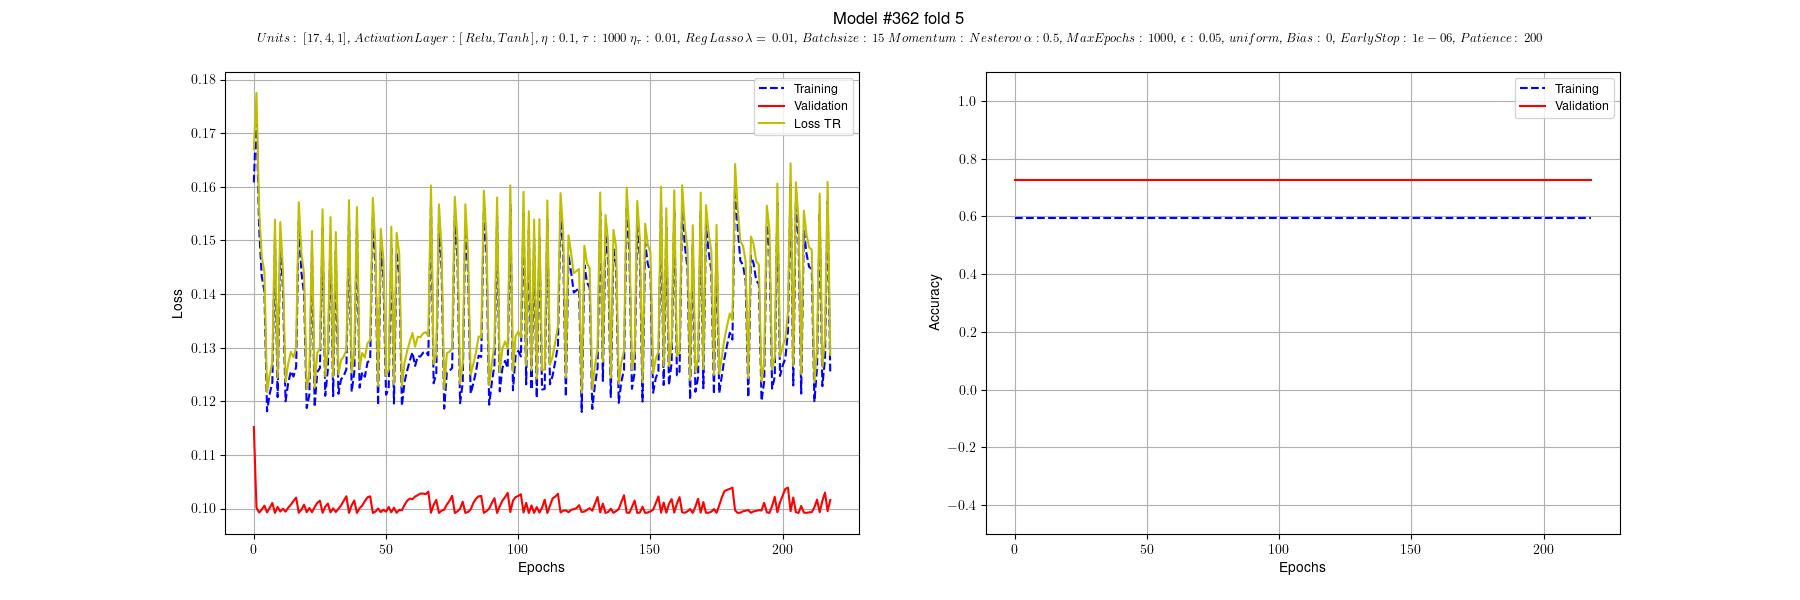 Model #362 fold 5
Units : [17, 4, 1], ActivationLayer : [Relu, Tanh], η : 0.1, τ : 1000 η_τ : 0.01, Reg Lasso λ = 0.01, Batchsize : 15 Momentum : Nesterov α : 0.5, MaxEpochs : 1000, ϵ : 0.05, uniform, Bias : 0, EarlyStop : 1e − 06, Patience : 200
Training
Validation
Loss TR
0.18
0.17
0.16
0.15
0.14
0.13
0.12
0.11
0.10
Loss
0 50 100 150 200
Epochs
Training
Validation
1.0
0.8
0.6
0.4
0.2
0.0
−0.2
−0.4
Accuracy
0 50 100 150 200
Epochs